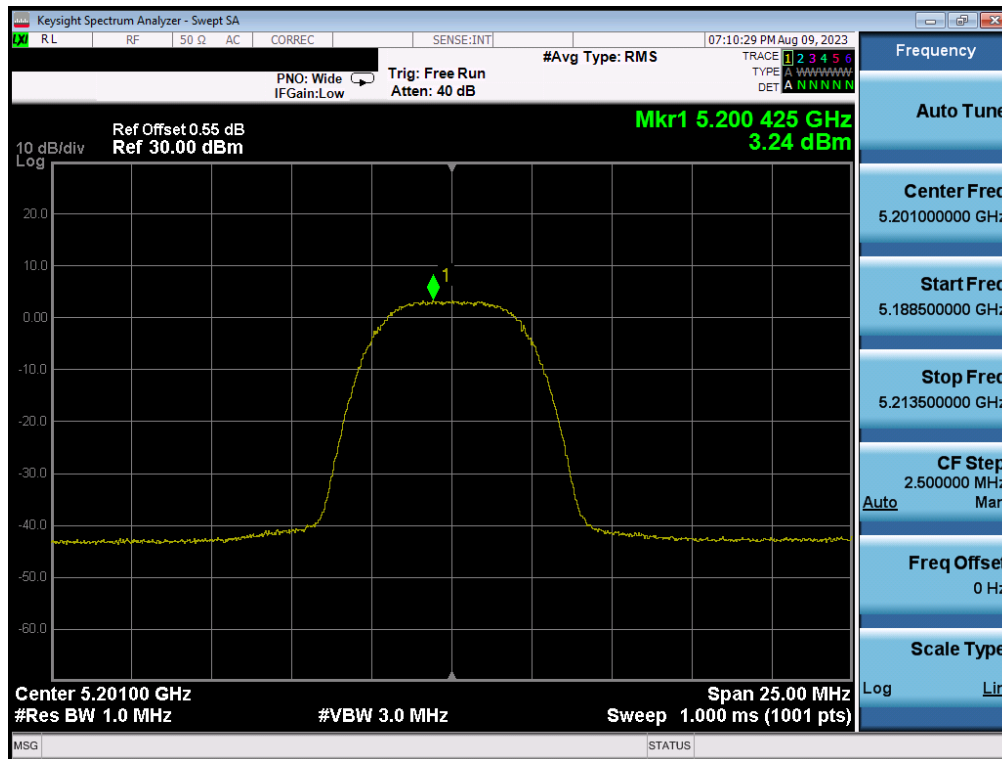 Keysight Spectrum Analyzer - Swept SA
LXI RL RF 50 Ω AC CORREC SENSE:INT 07:10:29 PM Aug 09, 2023
#Avg Type: RMS
TRACE 1 2 3 4 5 6
TYPE A WWWWW
DET A N N N N N
PNO: Wide
IFGain:Low
Trig: Free Run
Atten: 40 dB
Mkr1 5.200 425 GHz
3.24 dBm
Ref Offset 0.55 dB
Ref 30.00 dBm
10 dB/div
Log
1
20.0
10.0
0.00
-10.0
-20.0
-30.0
-40.0
-50.0
-60.0
Center 5.20100 GHz
Span 25.00 MHz
#Res BW 1.0 MHz
#VBW 3.0 MHz
Sweep 1.000 ms (1001 pts)
MSG
STATUS
Frequency
Auto Tune
Center Freq
5.201000000 GHz
Start Freq
5.188500000 GHz
Stop Freq
5.213500000 GHz
CF Step
2.500000 MHz
Auto Man
Freq Offset
0 Hz
Scale Type
Log Lin